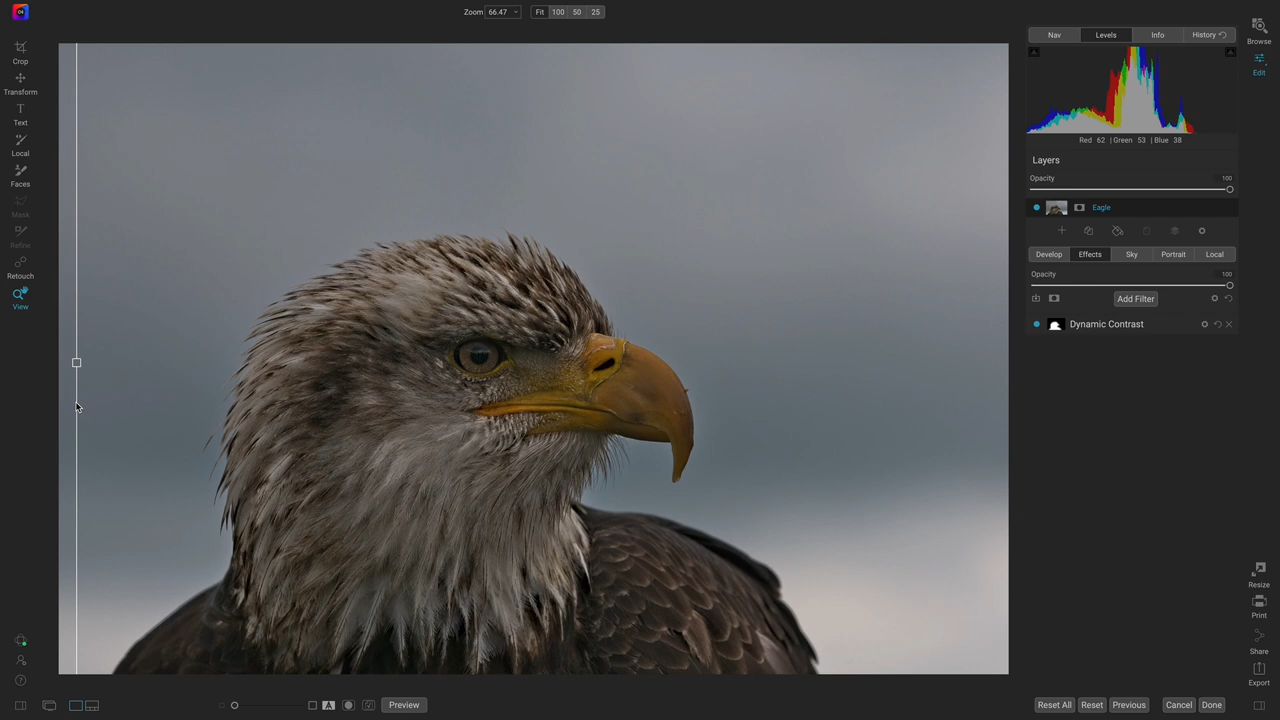 Zoom 66.47 Fit 100 50 25
Crop
Transform
Text
Local
Faces
Mask
Refine
Retouch
View
Nav Levels Info History
Red 62 | Green 53 | Blue 38
Layers
Opacity 100
Eagle
Develop Effects Sky Portrait Local
Opacity 100
Add Filter
Dynamic Contrast
Browse
Edit
Resize
Print
Share
Export
A Preview
Reset All Reset Previous Cancel Done